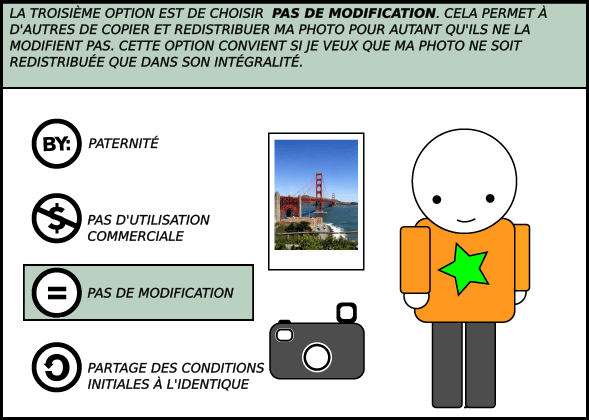 LA TROISIÈME OPTION EST DE CHOISIR PAS DE MODIFICATION. CELA PERMET À
D'AUTRES DE COPIER ET REDISTRIBUER MA PHOTO POUR AUTANT QU'ILS NE LA
MODIFIENT PAS. CETTE OPTION CONVIENT SI JE VEUX QUE MA PHOTO NE SOIT
REDISTRIBUÉE QUE DANS SON INTÉGRALITÉ.
BY: PATERNITÉ
$ PAS D'UTILISATION
COMMERCIALE
= PAS DE MODIFICATION
PARTAGE DES CONDITIONS
INITIALES À L'IDENTIQUE